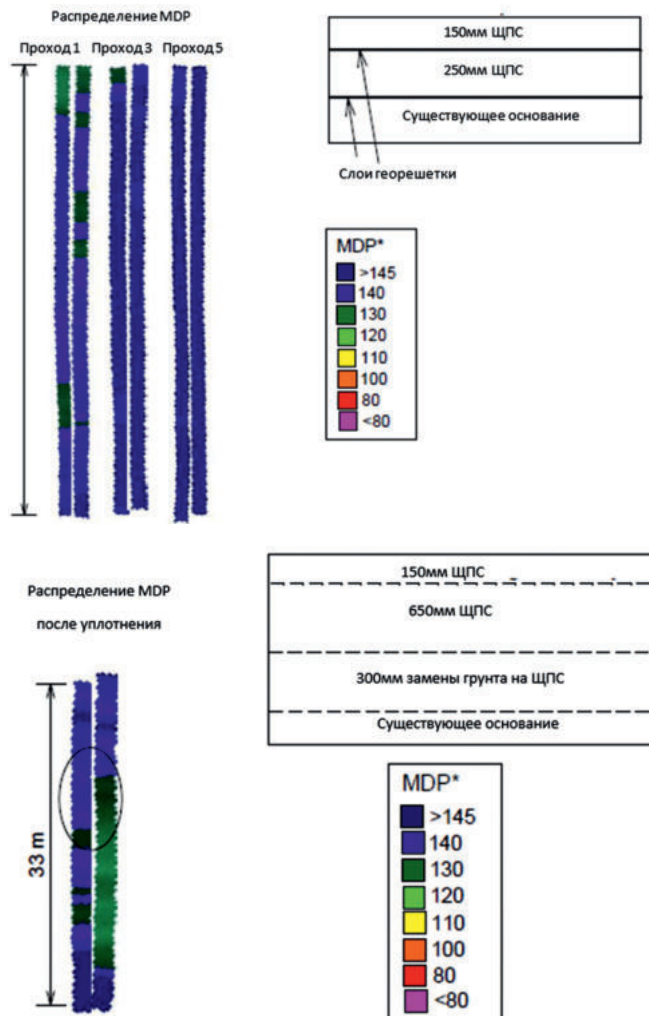 Распределение MDP
Проход 1 Проход 3 Проход 5
150мм ЩПС
250мм ЩПС
Существующее основание
Слои георешетки
MDP*
>145
140
130
120
110
100
80
<80
Распределение MDP
после уплотнения
33 m
150мм ЩПС
650мм ЩПС
300мм замены грунта на ЩПС
Существующее основание
MDP*
>145
140
130
120
110
100
80
<80